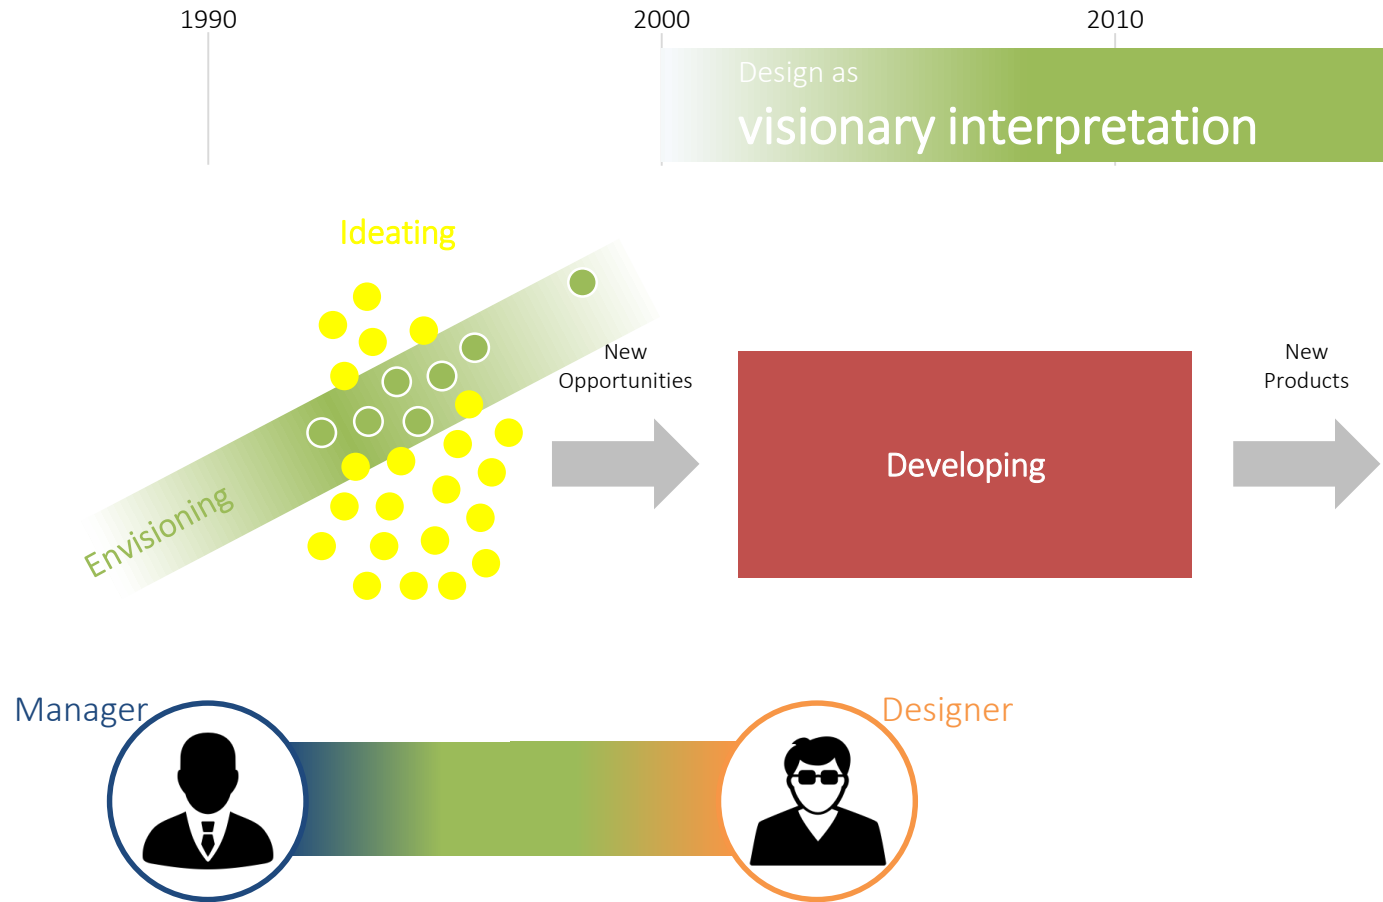 1990
2000
2010
Design as
visionary interpretation
Ideating
Envisioning
New
Opportunities
Developing
New
Products
Manager
Designer